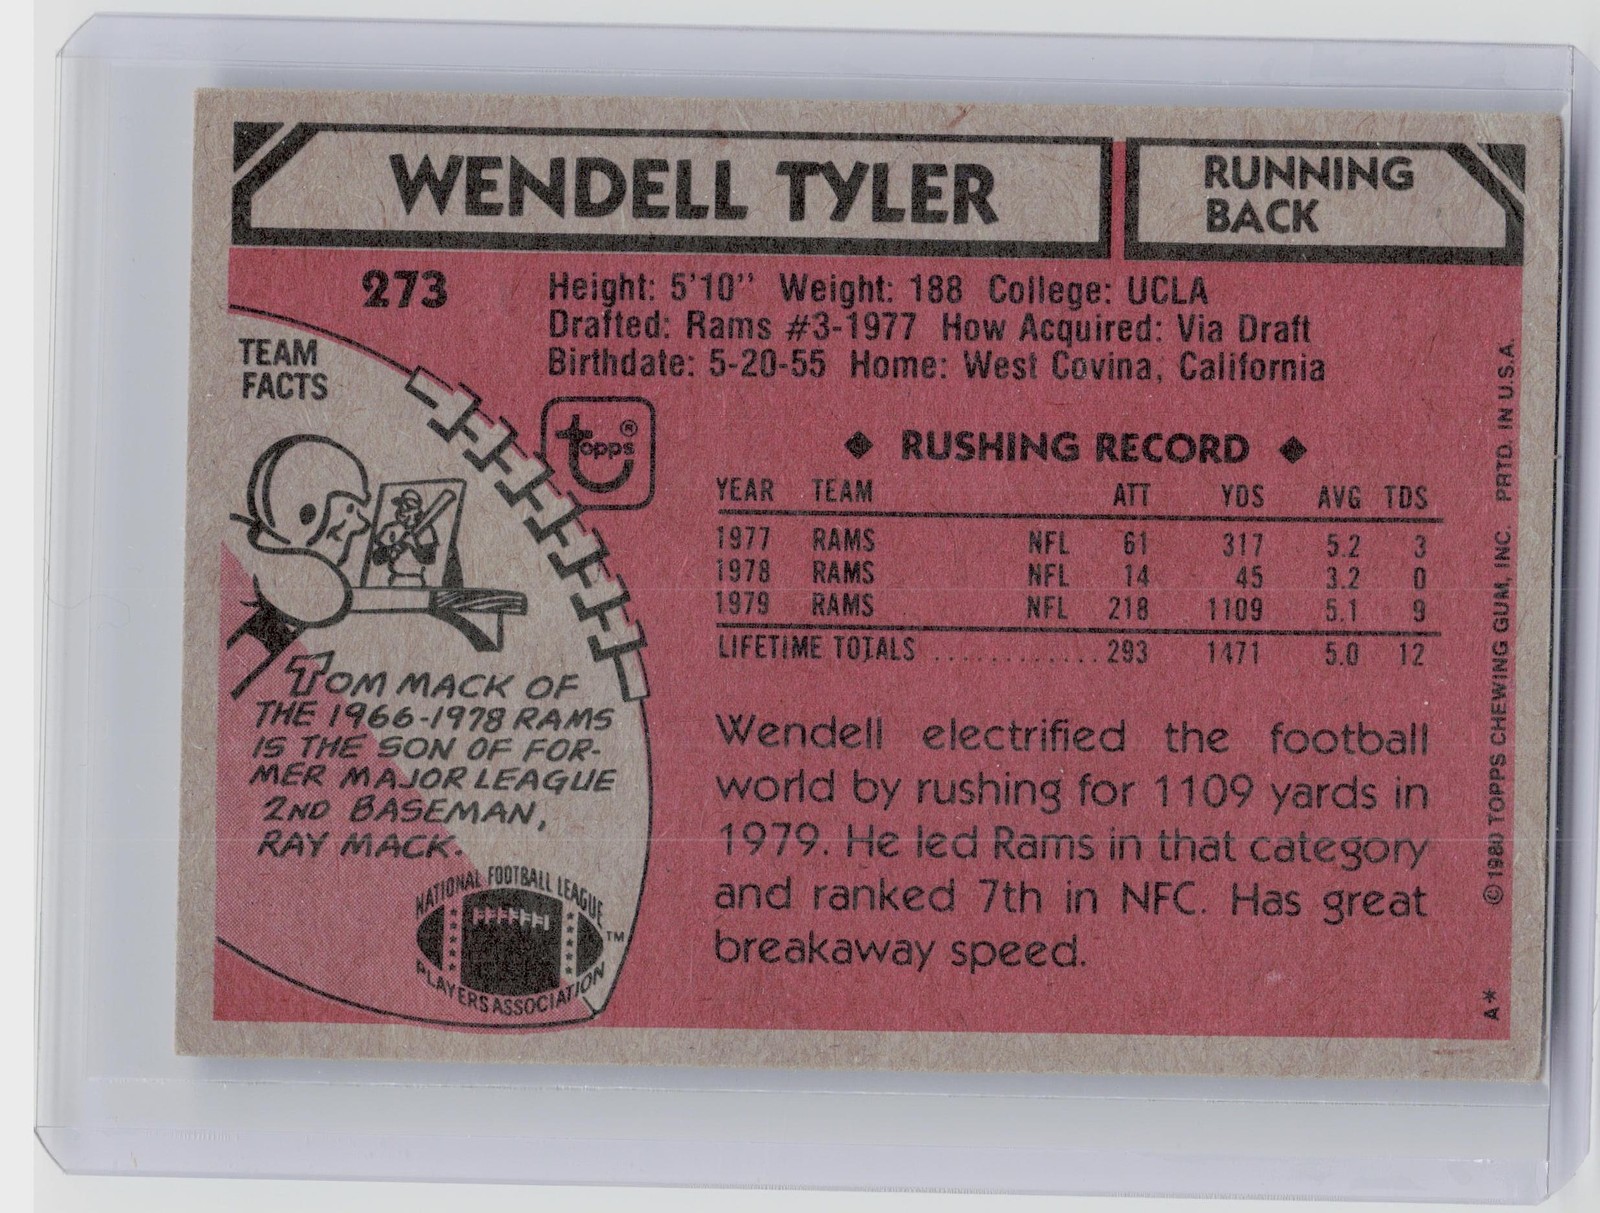 WENDELL TYLER
RUNNING
BACK
273
Height: 5'10" Weight: 188 College: UCLA
Drafted: Rams #3-1977 How Acquired: Via Draft
Birthdate: 5-20-55 Home: West Covina, California
TEAM
FACTS
topps®
◆ RUSHING RECORD ◆
YEAR TEAM ATT YDS AVG TDS
1977 RAMS NFL 61 317 5.2 3
1978 RAMS NFL 14 45 3.2 0
1979 RAMS NFL 218 1109 5.1 9
LIFETIME TOTALS ............. 293 1471 5.0 12
TOM MACK OF
THE 1966-1978 RAMS
IS THE SON OF FOR-
MER MAJOR LEAGUE
2ND BASEMAN,
RAY MACK.
NATIONAL FOOTBALL LEAGUE
PLAYERS ASSOCIATION
TM
Wendell electrified the football
world by rushing for 1109 yards in
1979. He led Rams in that category
and ranked 7th in NFC. Has great
breakaway speed.
A* ©1980 TOPPS CHEWING GUM, INC. PRTD. IN U.S.A.